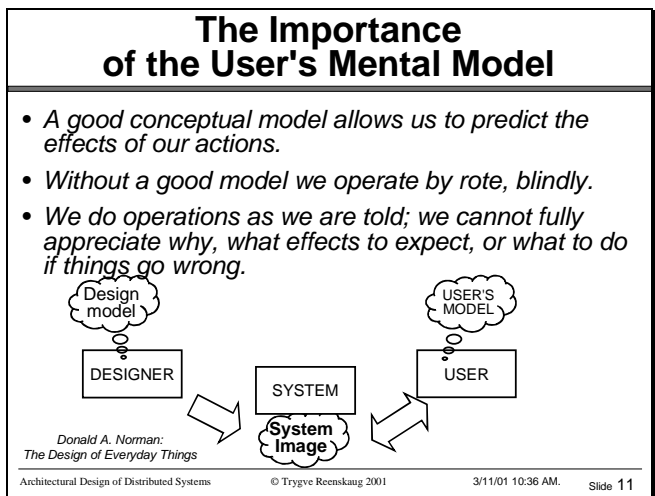 The Importance
of the User's Mental Model
• A good conceptual model allows us to predict the
effects of our actions.
• Without a good model we operate by rote, blindly.
• We do operations as we are told; we cannot fully
appreciate why, what effects to expect, or what to do
if things go wrong.
Design
model
USER'S
MODEL
DESIGNER
SYSTEM
USER
System
Image
Donald A. Norman:
The Design of Everyday Things
Architectural Design of Distributed Systems © Trygve Reenskaug 2001 3/11/01 10:36 AM. Slide 11